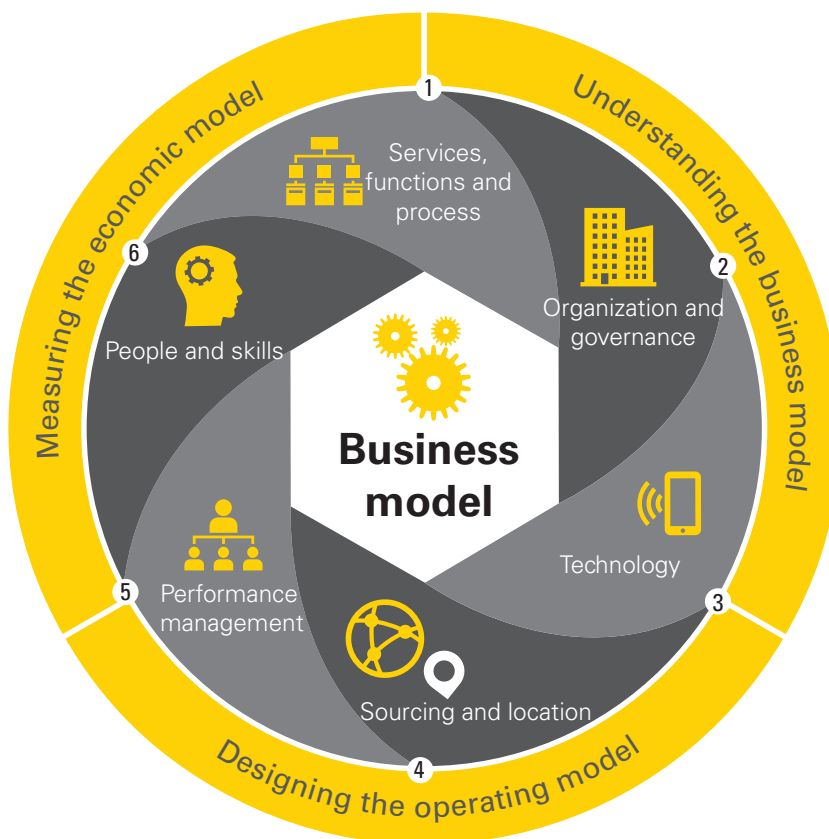 Measuring the economic model
Understanding the business model
1
Services,
functions and
process
6
2
Organization and
governance
People and skills
Business
model
Technology
Performance
management
5
3
Sourcing and location
4
Designing the operating model